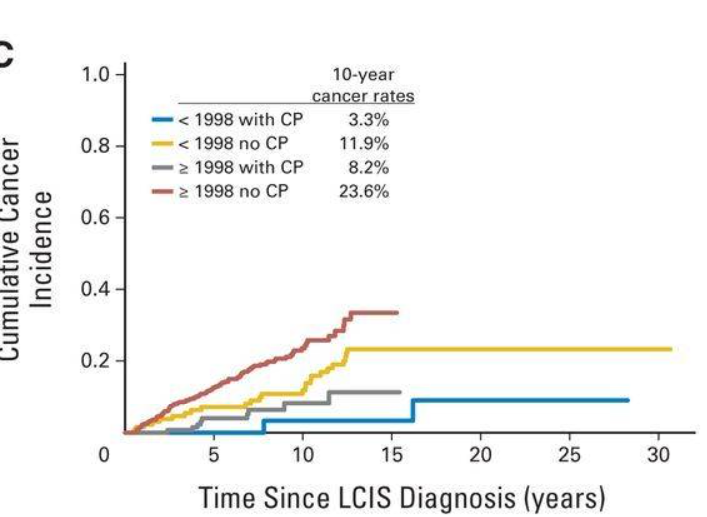 C
10-year
cancer rates
< 1998 with CP 3.3%
< 1998 no CP 11.9%
≥ 1998 with CP 8.2%
≥ 1998 no CP 23.6%
Cumulative Cancer
Incidence
1.0
0.8
0.6
0.4
0.2
0 5 10 15 20 25 30
Time Since LCIS Diagnosis (years)